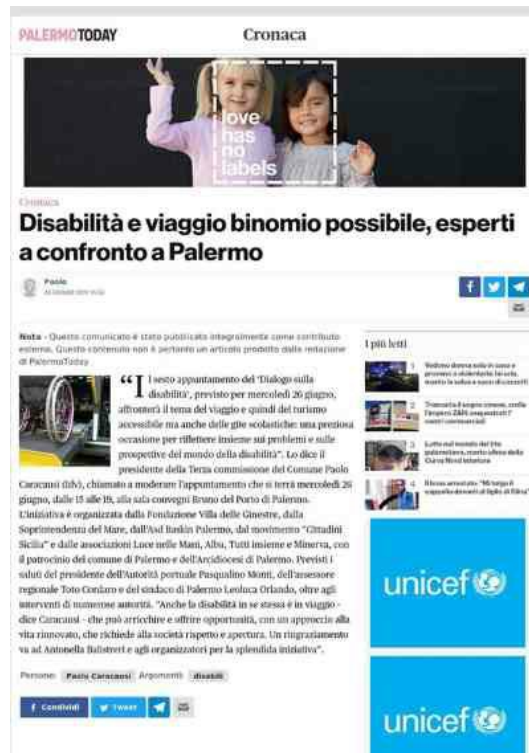 PALERMOTODAY
Cronaca
love
has
no
labels
Cronaca
Disabilità e viaggio binomio possibile, esperti
a confronto a Palermo
Paolo
Nota - Questo comunicato è stato pubblicato integralmente come contributo
esterno. Questo contenuto non è pertanto un articolo prodotto dalla redazione
di PalermoToday
“Il sesto appuntamento del 'Dialogo sulla
disabilità', previsto per mercoledì 26 giugno,
affronterà il tema del viaggio e quindi del turismo
accessibile ma anche delle gite scolastiche: una preziosa
occasione per riflettere insieme sui problemi e sulle
prospettive del mondo della disabilità". Lo dice il
presidente della Terza commissione del Comune Paolo
Caracausi (Idv), chiamato a moderare l'appuntamento che si terrà mercoledì 26
giugno, dalle 15 alle 19, alla sala convegni Bruno del Porto di Palermo.
L'iniziativa è organizzata dalla Fondazione Villa delle Ginestre, dalla
Soprintendenza del Mare, dall'Asd Baskin Palermo, dal movimento "Cittadini
Sicilia" e dalle associazioni Luce nelle Mani, Alba, Tutti insieme e Minerva, con
il patrocinio del comune di Palermo e dell'Arcidiocesi di Palermo. Previsti i
saluti del presidente dell'Autorità portuale Pasqualino Monti, dell'assessore
regionale Toto Cordaro e del sindaco di Palermo Leoluca Orlando, oltre agli
interventi di numerose autorità. "Anche la disabilità in se stessa è in viaggio -
dice Caracausi - che può arricchire e offrire opportunità, con un approccio alla
vita rinnovato, che richiede alla società rispetto e apertura. Un ringraziamento
va ad Antonella Balistreri e agli organizzatori per la splendida iniziativa".
Persone: Paolo Caracausi Argomenti: disabili
Condividi Tweet
I più letti
1
2
3
4
unicef
unicef